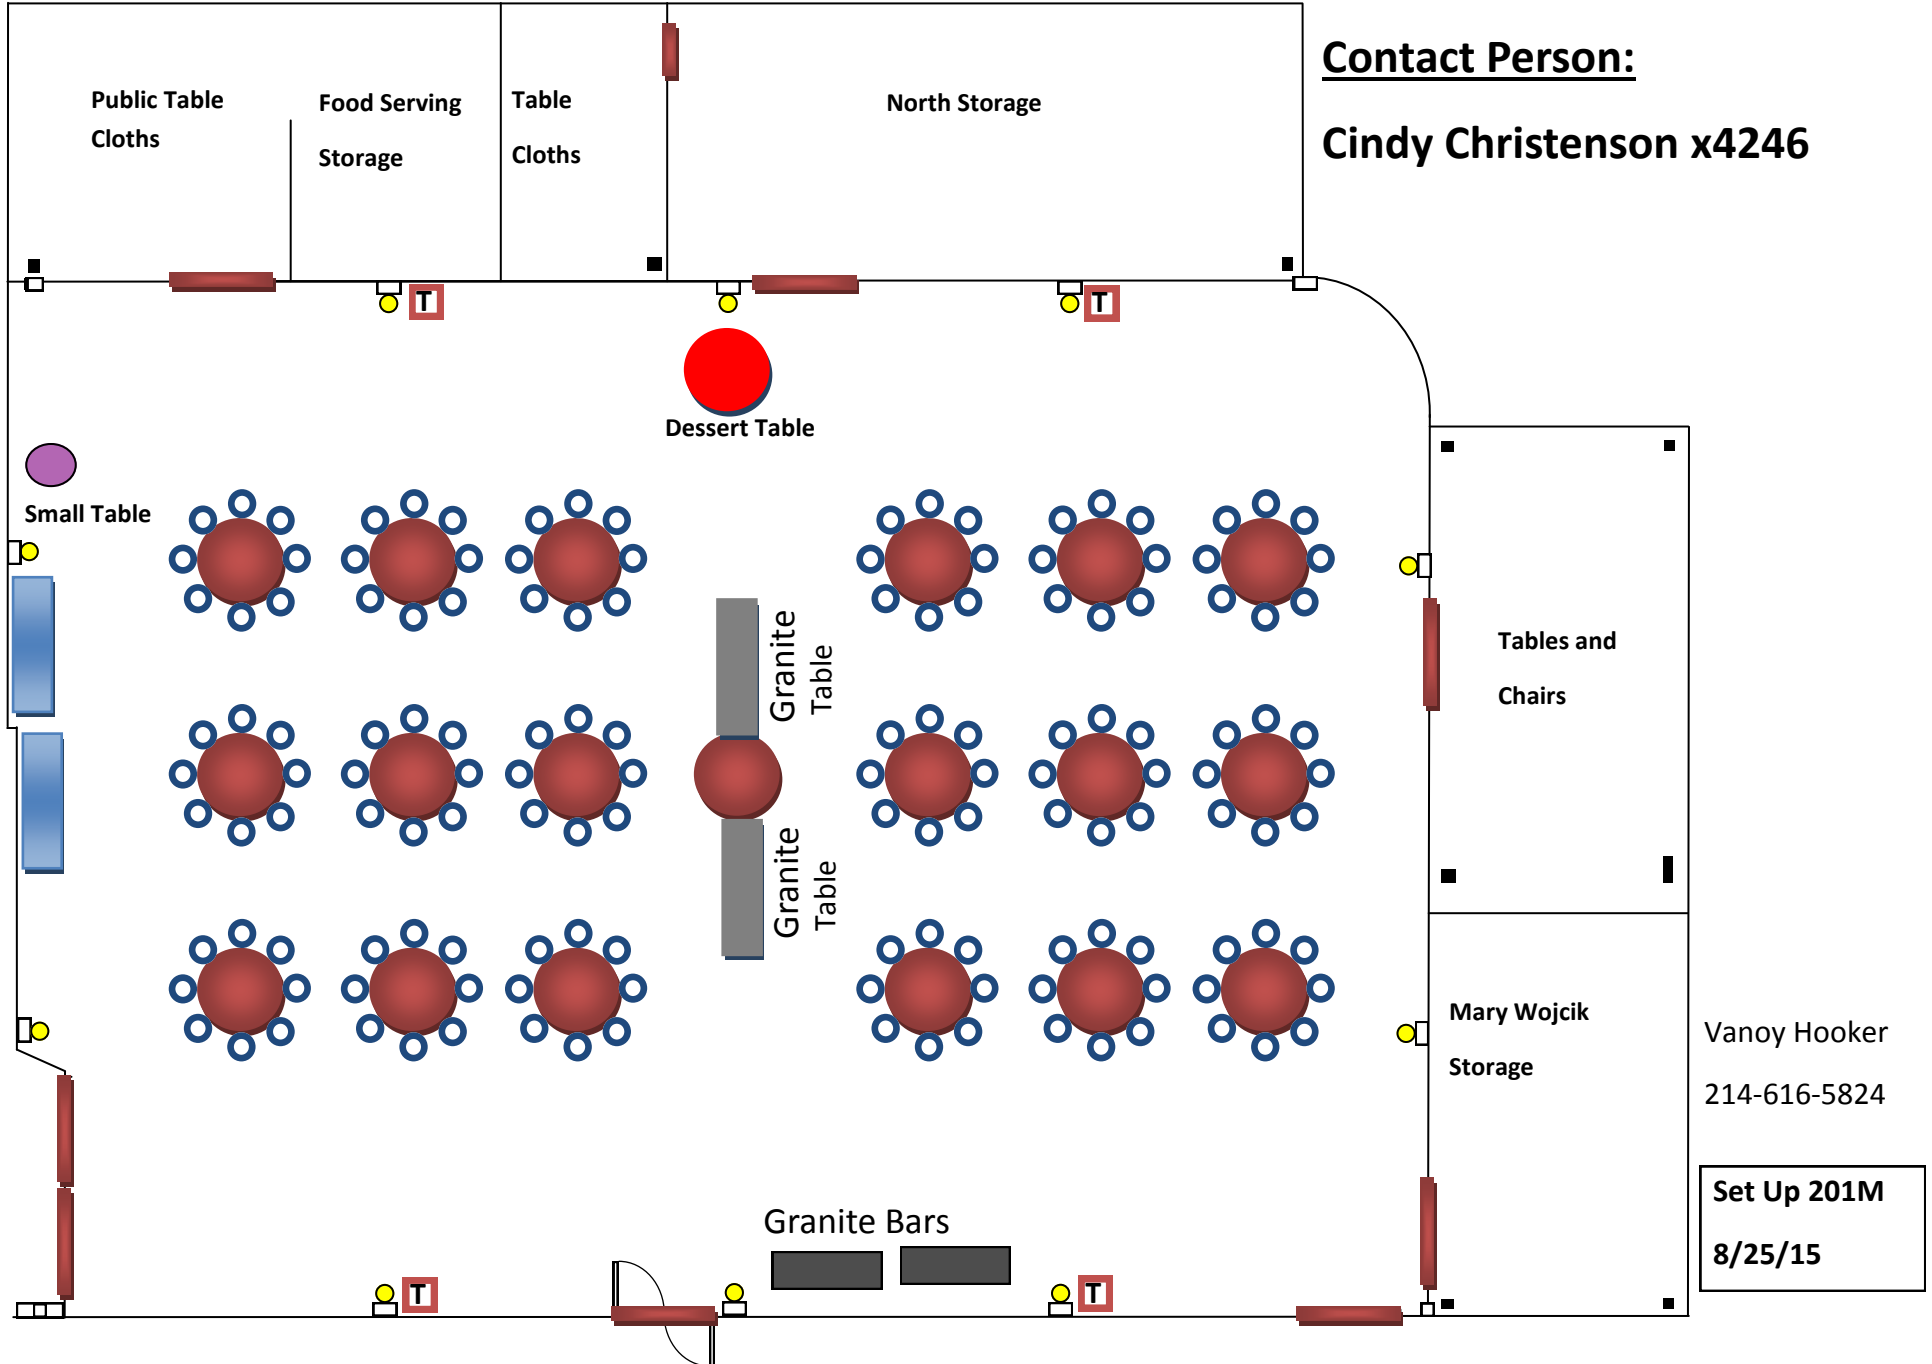 Contact Person:
Cindy Christenson x4246
Public Table
Cloths
Food Serving
Storage
Table
Cloths
North Storage
T
T
Dessert Table
Small Table
Granite
Table
Granite
Table
Tables and
Chairs
Mary Wojcik
Storage
Vanoy Hooker
214-616-5824
Set Up 201M
8/25/15
Granite Bars
T
T